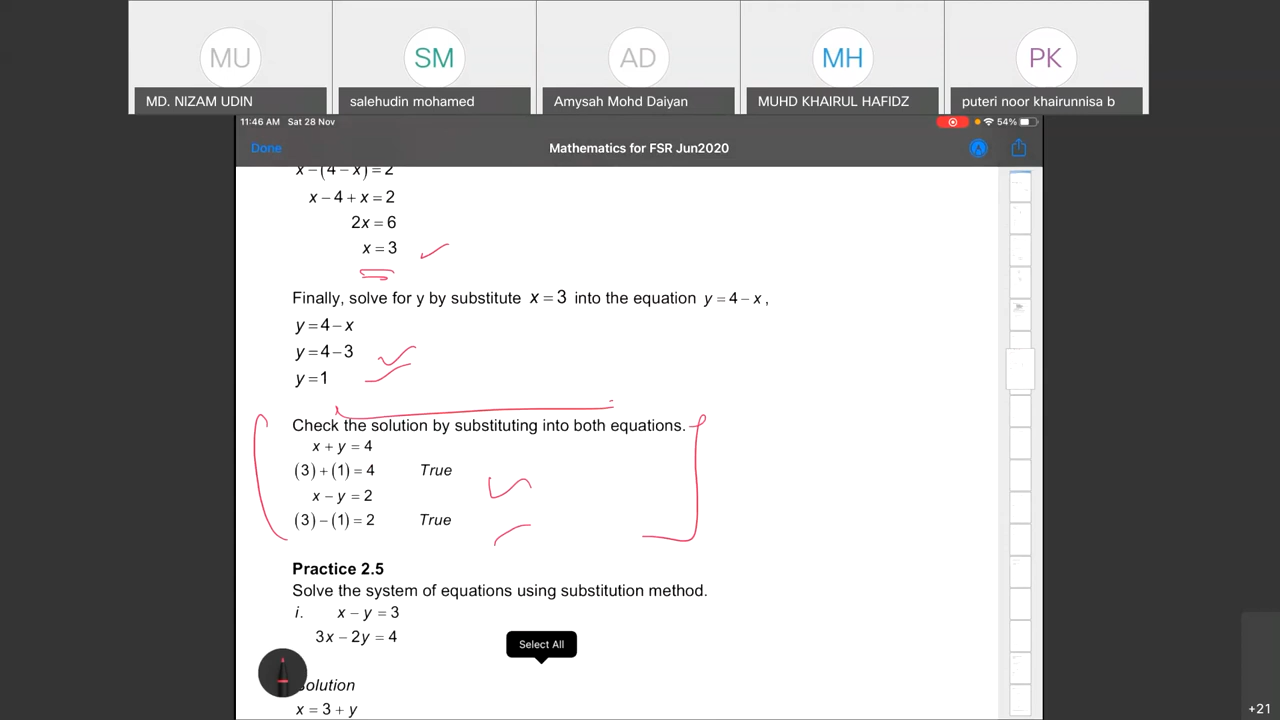 MU
SM
AD
MH
PK
MD. NIZAM UDIN
salehudin mohamed
Amysah Mohd Daiyan
MUHD KHAIRUL HAFIDZ
puteri noor khairunnisa b
11:46 AM Sat 28 Nov
54%
Done
Mathematics for FSR Jun2020
x – (4 – x) = 2
x – 4 + x = 2
2x = 6
x = 3
Finally, solve for y by substitute x = 3 into the equation y = 4 – x ,
y = 4 – x
y = 4 – 3
y = 1
Check the solution by substituting into both equations.
x + y = 4
(3) + (1) = 4 True
x – y = 2
(3) – (1) = 2 True
Practice 2.5
Solve the system of equations using substitution method.
i. x – y = 3
3x – 2y = 4
Select All
olution
x = 3 + y
+21